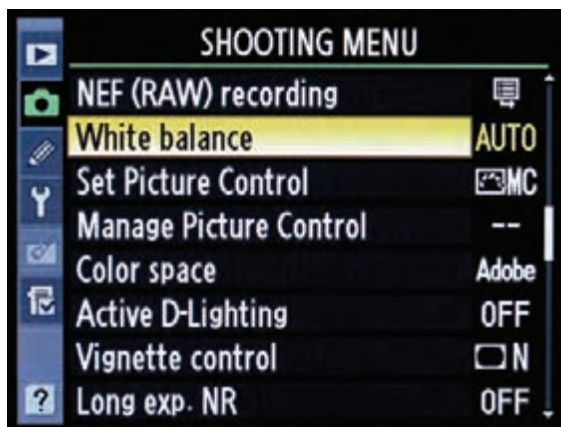 SHOOTING MENU
NEF (RAW) recording
White balance AUTO
Set Picture Control MC
Manage Picture Control --
Color space Adobe
Active D-Lighting OFF
Vignette control N
? Long exp. NR OFF